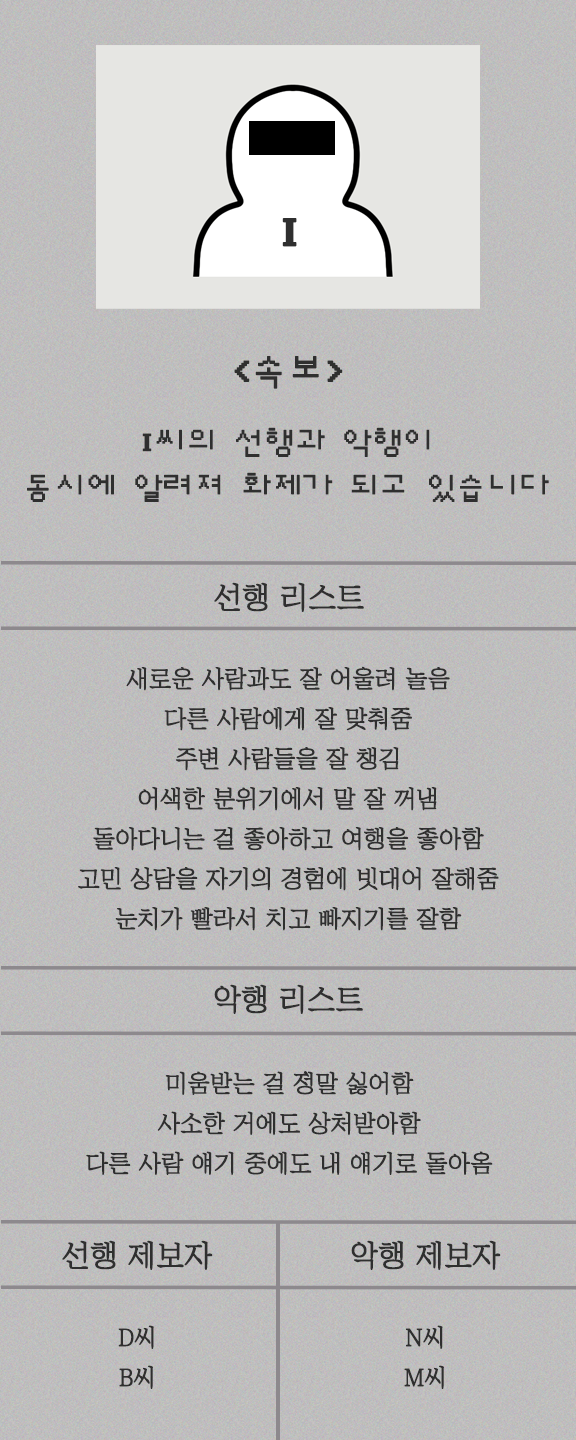 I
<속보>
I씨의 선행과 악행이
동시에 알려져 화제가 되고 있습니다
선행 리스트
새로운 사람과도 잘 어울려 놀음
다른 사람에게 잘 맞춰줌
주변 사람들을 잘 챙김
어색한 분위기에서 말 잘 꺼냄
돌아다니는 걸 좋아하고 여행을 좋아함
고민 상담을 자기의 경험에 빗대어 잘해줌
눈치가 빨라서 치고 빠지기를 잘함
악행 리스트
미움받는 걸 정말 싫어함
사소한 거에도 상처받아함
다른 사람 얘기 중에도 내 얘기로 돌아옴
선행 제보자
악행 제보자
D씨
N씨
B씨
M씨